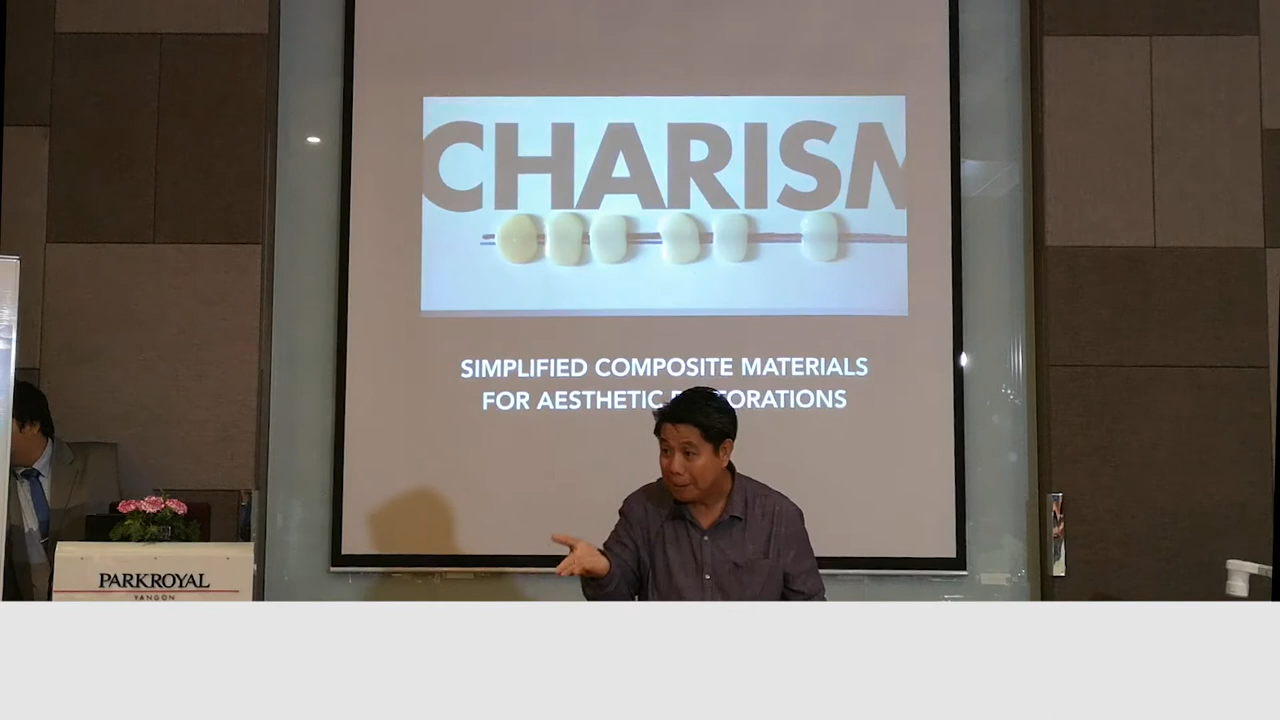 CHARISM
SIMPLIFIED COMPOSITE MATERIALS
FOR AESTHETIC
PARKROYAL
YANGON